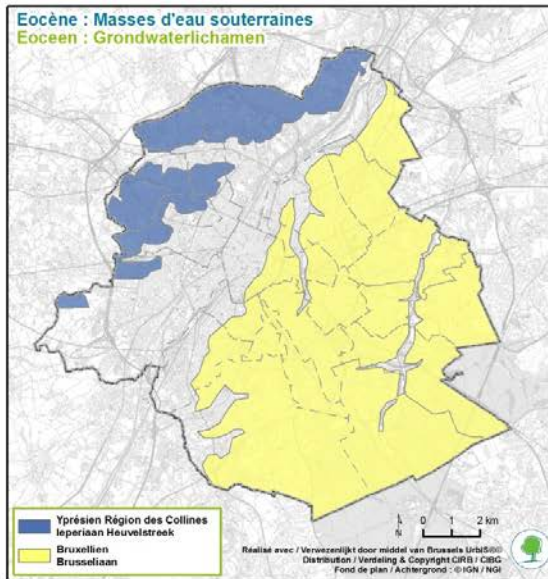 Eocène : Masses d'eau souterraines
Eoceen : Grondwaterlichamen
N
0 1 2 km
Yprésien Région des Collines
Ieperiaan Heuvelstreek
Bruxellien
Brusseliaan
Réalisé avec / Verwezenlijkt door middel van Brussels UrbIS®©
Distribution / Verdeling & Copyright CIRB / CIBG
Fond de plan / Achtergrond : © IGN / NGI